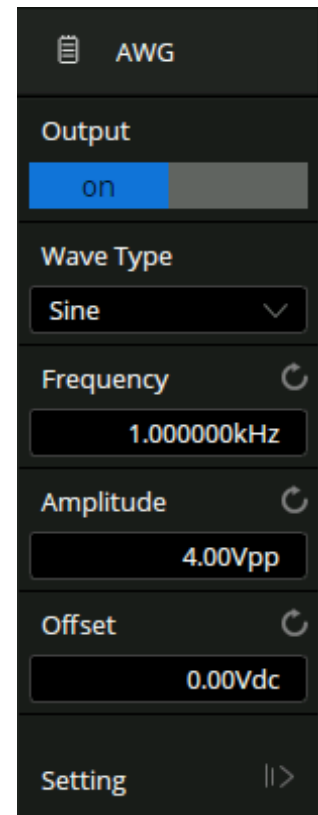 AWG
Output
on
Wave Type
Sine
Frequency
1.000000kHz
Amplitude
4.00Vpp
Offset
0.00Vdc
Setting